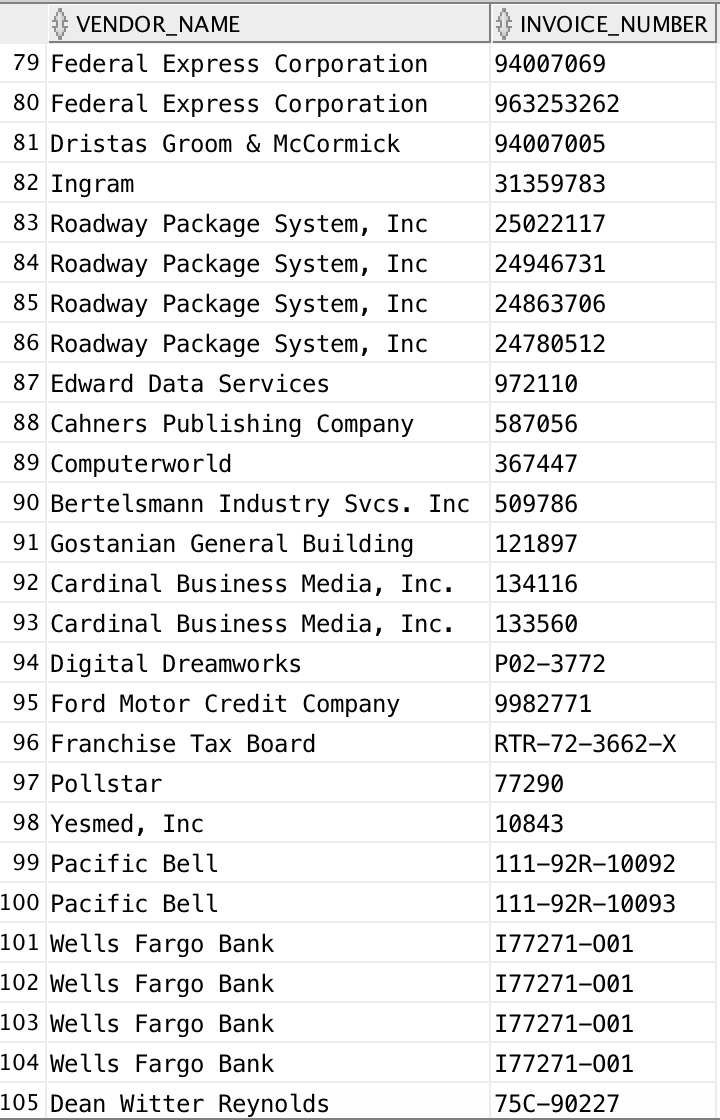 VENDOR_NAME INVOICE_NUMBER
79 Federal Express Corporation 94007069
80 Federal Express Corporation 963253262
81 Dristas Groom & McCormick 94007005
82 Ingram 31359783
83 Roadway Package System, Inc 25022117
84 Roadway Package System, Inc 24946731
85 Roadway Package System, Inc 24863706
86 Roadway Package System, Inc 24780512
87 Edward Data Services 972110
88 Cahners Publishing Company 587056
89 Computerworld 367447
90 Bertelsmann Industry Svcs. Inc 509786
91 Gostanian General Building 121897
92 Cardinal Business Media, Inc. 134116
93 Cardinal Business Media, Inc. 133560
94 Digital Dreamworks P02-3772
95 Ford Motor Credit Company 9982771
96 Franchise Tax Board RTR-72-3662-X
97 Pollstar 77290
98 Yesmed, Inc 10843
99 Pacific Bell 111-92R-10092
100 Pacific Bell 111-92R-10093
101 Wells Fargo Bank I77271-O01
102 Wells Fargo Bank I77271-O01
103 Wells Fargo Bank I77271-O01
104 Wells Fargo Bank I77271-O01
105 Dean Witter Reynolds 75C-90227